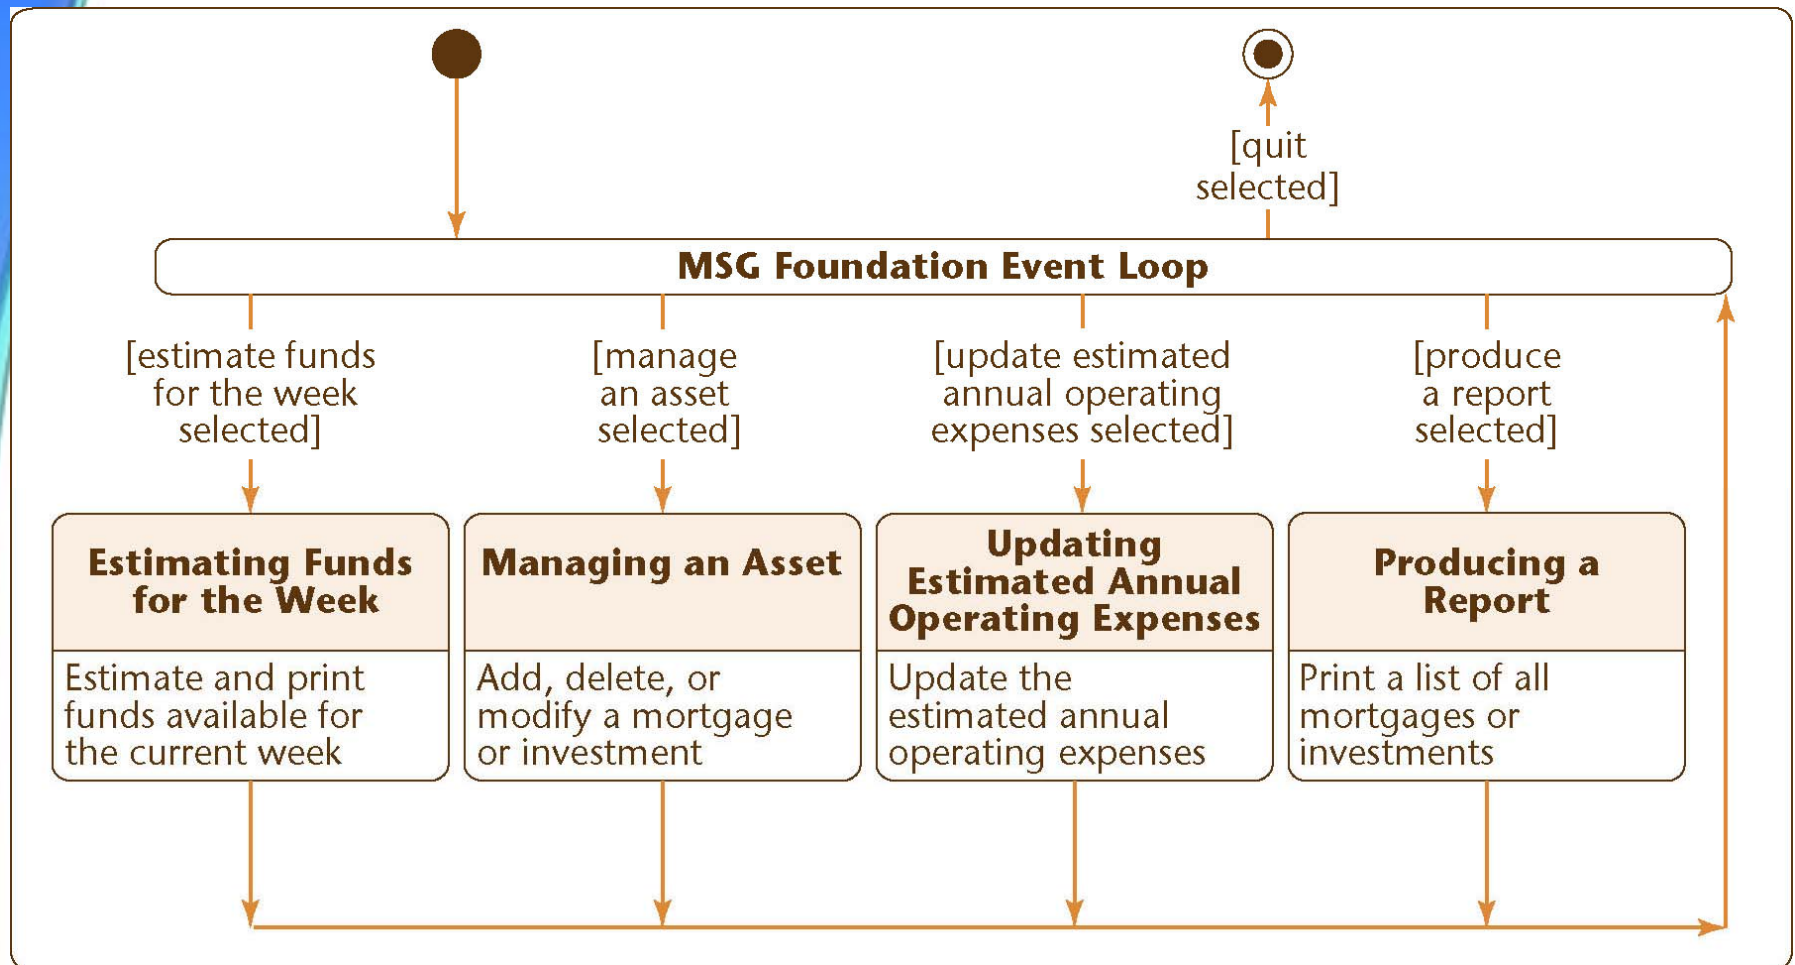 [quit
selected]
MSG Foundation Event Loop
[estimate funds
for the week
selected]
[manage
an asset
selected]
[update estimated
annual operating
expenses selected]
[produce
a report
selected]
Estimating Funds
for the Week
Estimate and print
funds available for
the current week
Managing an Asset
Add, delete, or
modify a mortgage
or investment
Updating
Estimated Annual
Operating Expenses
Update the
estimated annual
operating expenses
Producing a
Report
Print a list of all
mortgages or
investments